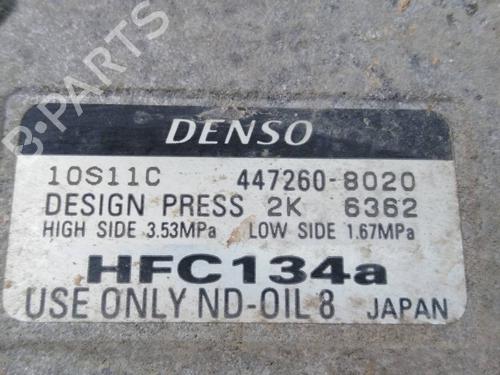 B-PARTS
DENSO
10S11C 447260-8020
DESIGN PRESS 2K 6362
HIGH SIDE 3.53MPa LOW SIDE 1.67MPa
HFC134a
USE ONLY ND-OIL 8 JAPAN